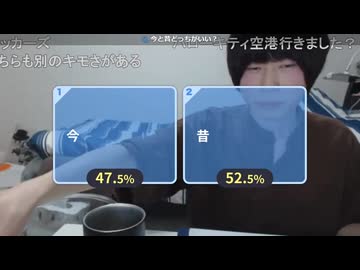 ッカーズ
今と昔どっちがいい？
ハローキティ空港行きました？
ちらも別のキモさがある
1
今
47.5%
2
昔
52.5%